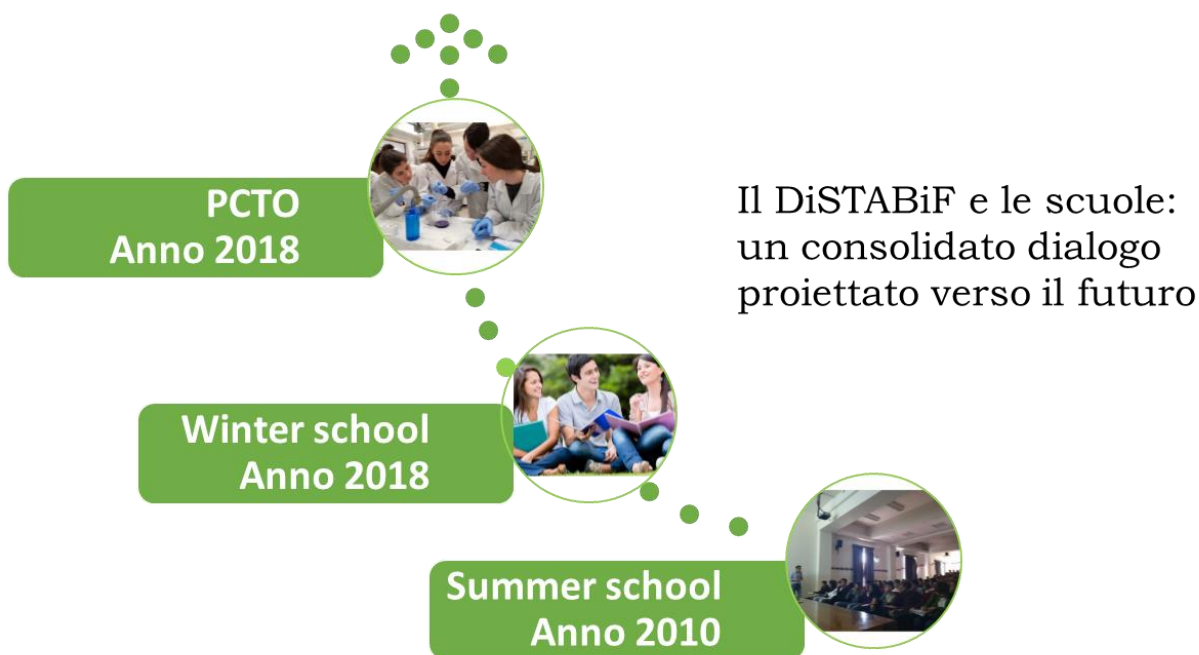 PCTO
Anno 2018
Il DiSTABiF e le scuole:
un consolidato dialogo
proiettato verso il futuro
Winter school
Anno 2018
Summer school
Anno 2010